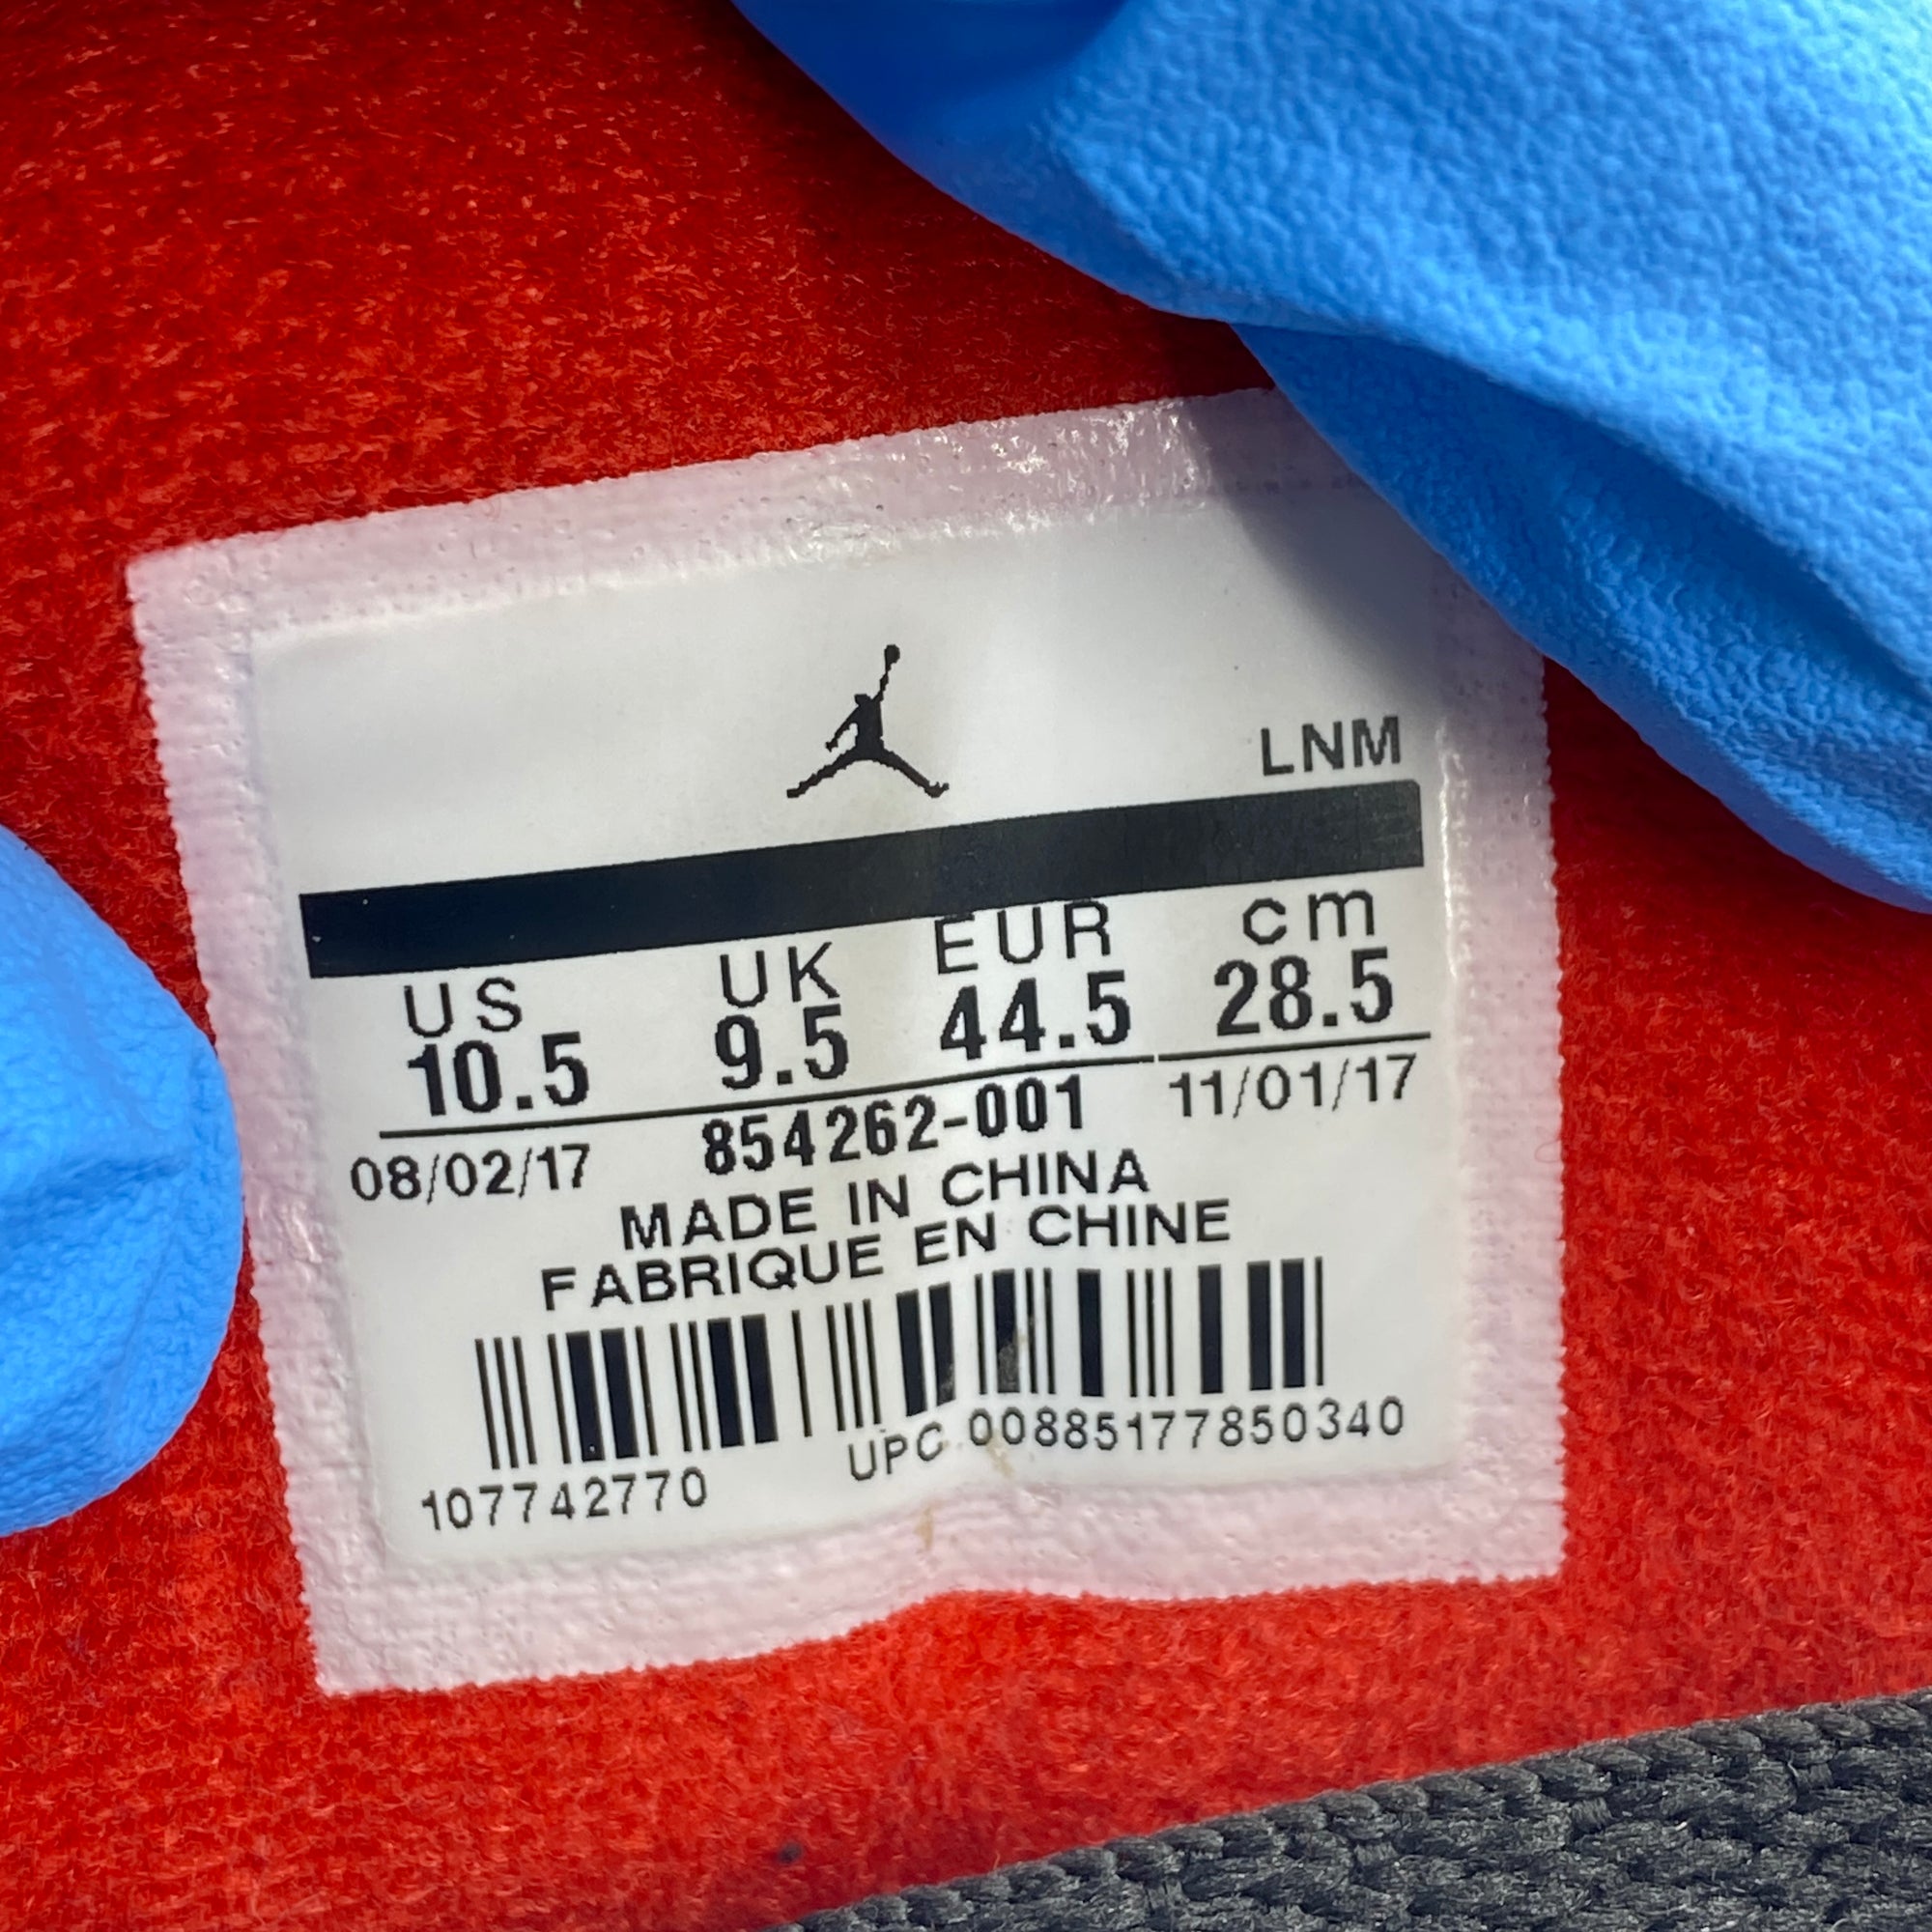 LNM
US UK EUR cm
10.5 9.5 44.5 28.5
08/02/17 854262-001 11/01/17
MADE IN CHINA
FABRIQUE EN CHINE
107742770 UPC 00885177850340